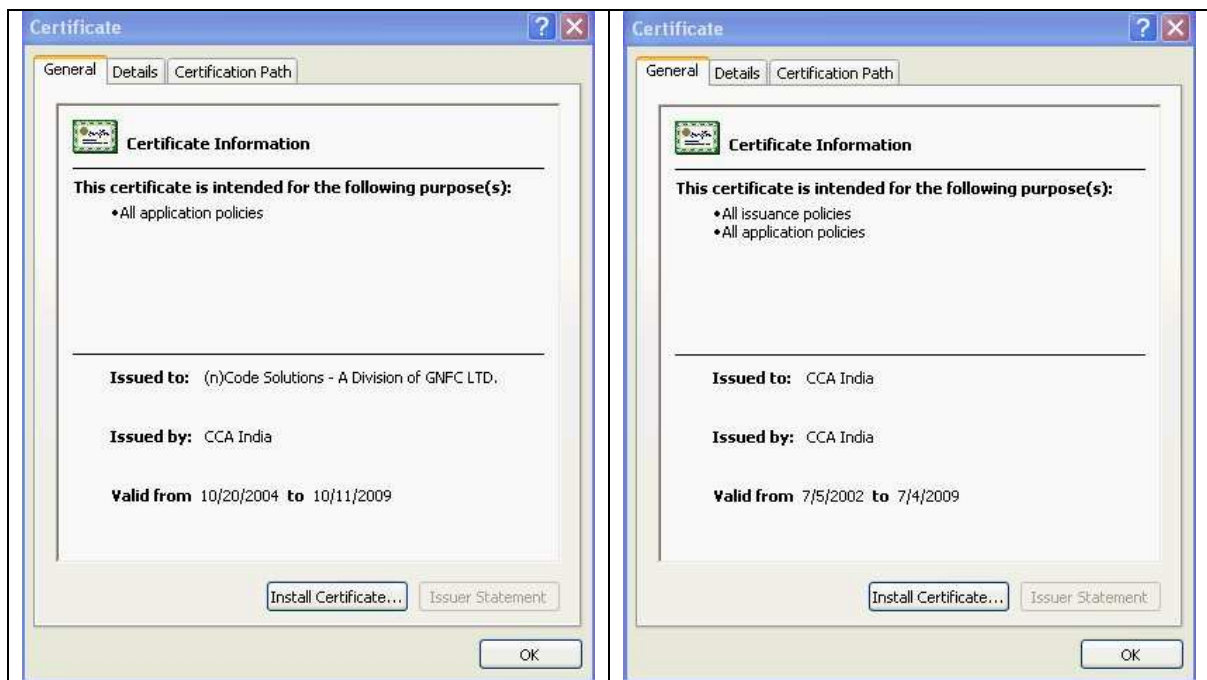 Certificate
General Details Certification Path
Certificate Information
This certificate is intended for the following purpose(s):
•All application policies
Issued to: (n)Code Solutions - A Division of GNFC LTD.
Issued by: CCA India
Valid from 10/20/2004 to 10/11/2009
Install Certificate... Issuer Statement
OK
Certificate
General Details Certification Path
Certificate Information
This certificate is intended for the following purpose(s):
•All issuance policies
•All application policies
Issued to: CCA India
Issued by: CCA India
Valid from 7/5/2002 to 7/4/2009
Install Certificate... Issuer Statement
OK